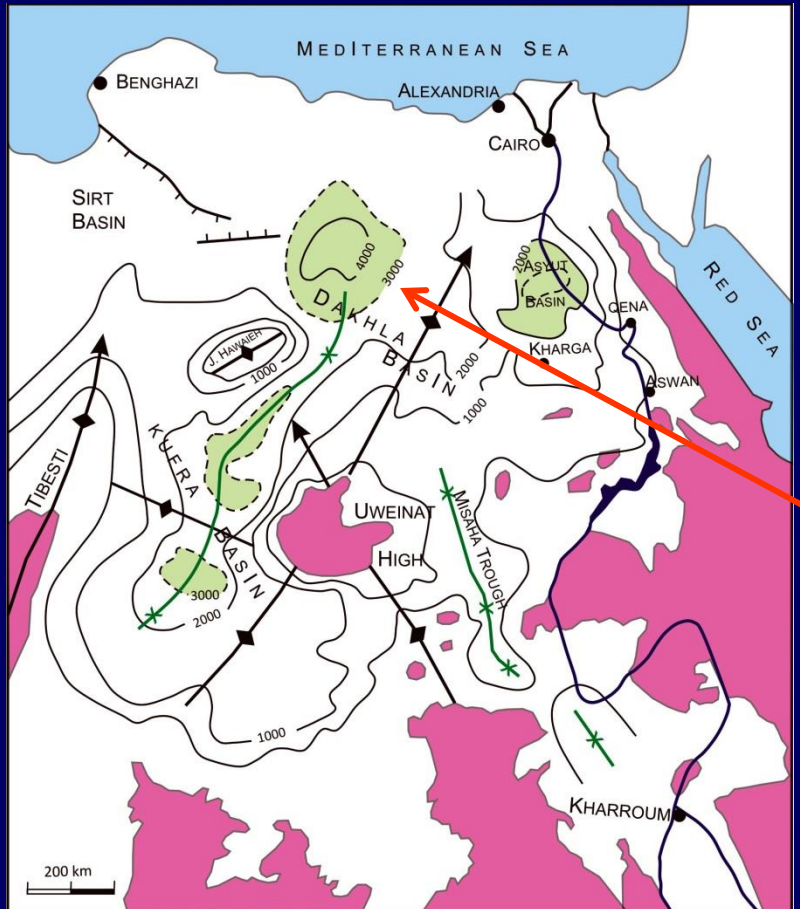 MEDITERRANEAN SEA
BENGHAZI
ALEXANDRIA
CAIRO
SIRT
BASIN
RED SEA
4000
3000
2000
ASYUT
BASIN
QENA
DAKHLA
BASIN
J. HAWAIEH
1000
KHARGA
2000
1000
ASWAN
KUFRA
BASIN
TIBESTI
UWEINAT
HIGH
MISAHA TROUGH
3000
2000
1000
KHARROUM
200 km